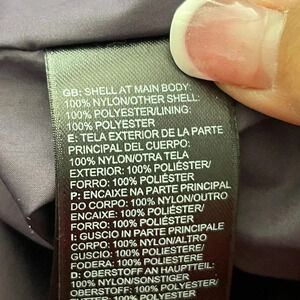 GB: SHELL AT MAIN BODY:
100% NYLON/OTHER SHELL:
100% POLYESTER/LINING:
100% POLYESTER
E: TELA EXTERIOR DE LA PARTE
PRINCIPAL DEL CUERPO:
100% NYLON/OTRA TELA
EXTERIOR: 100% POLIÉSTER/
FORRO: 100% POLIÉSTER
P: ENCAIXE NA PARTE PRINCIPAL
DO CORPO: 100% NYLON/OUTRO
ENCAIXE: 100% POLIÉSTER/
FORRO: 100% POLIÉSTER
I: GUSCIO IN PARTE PRINCIPALE
CORPO: 100% NYLON/ALTRO
GUSCIO: 100% POLIESTERE/
FODERA: 100% POLIESTERE
D: OBERSTOFF AN HAUPTTEIL:
100% NYLON/SONSTIGER
OBERSTOFF: 100% POLYESTER/